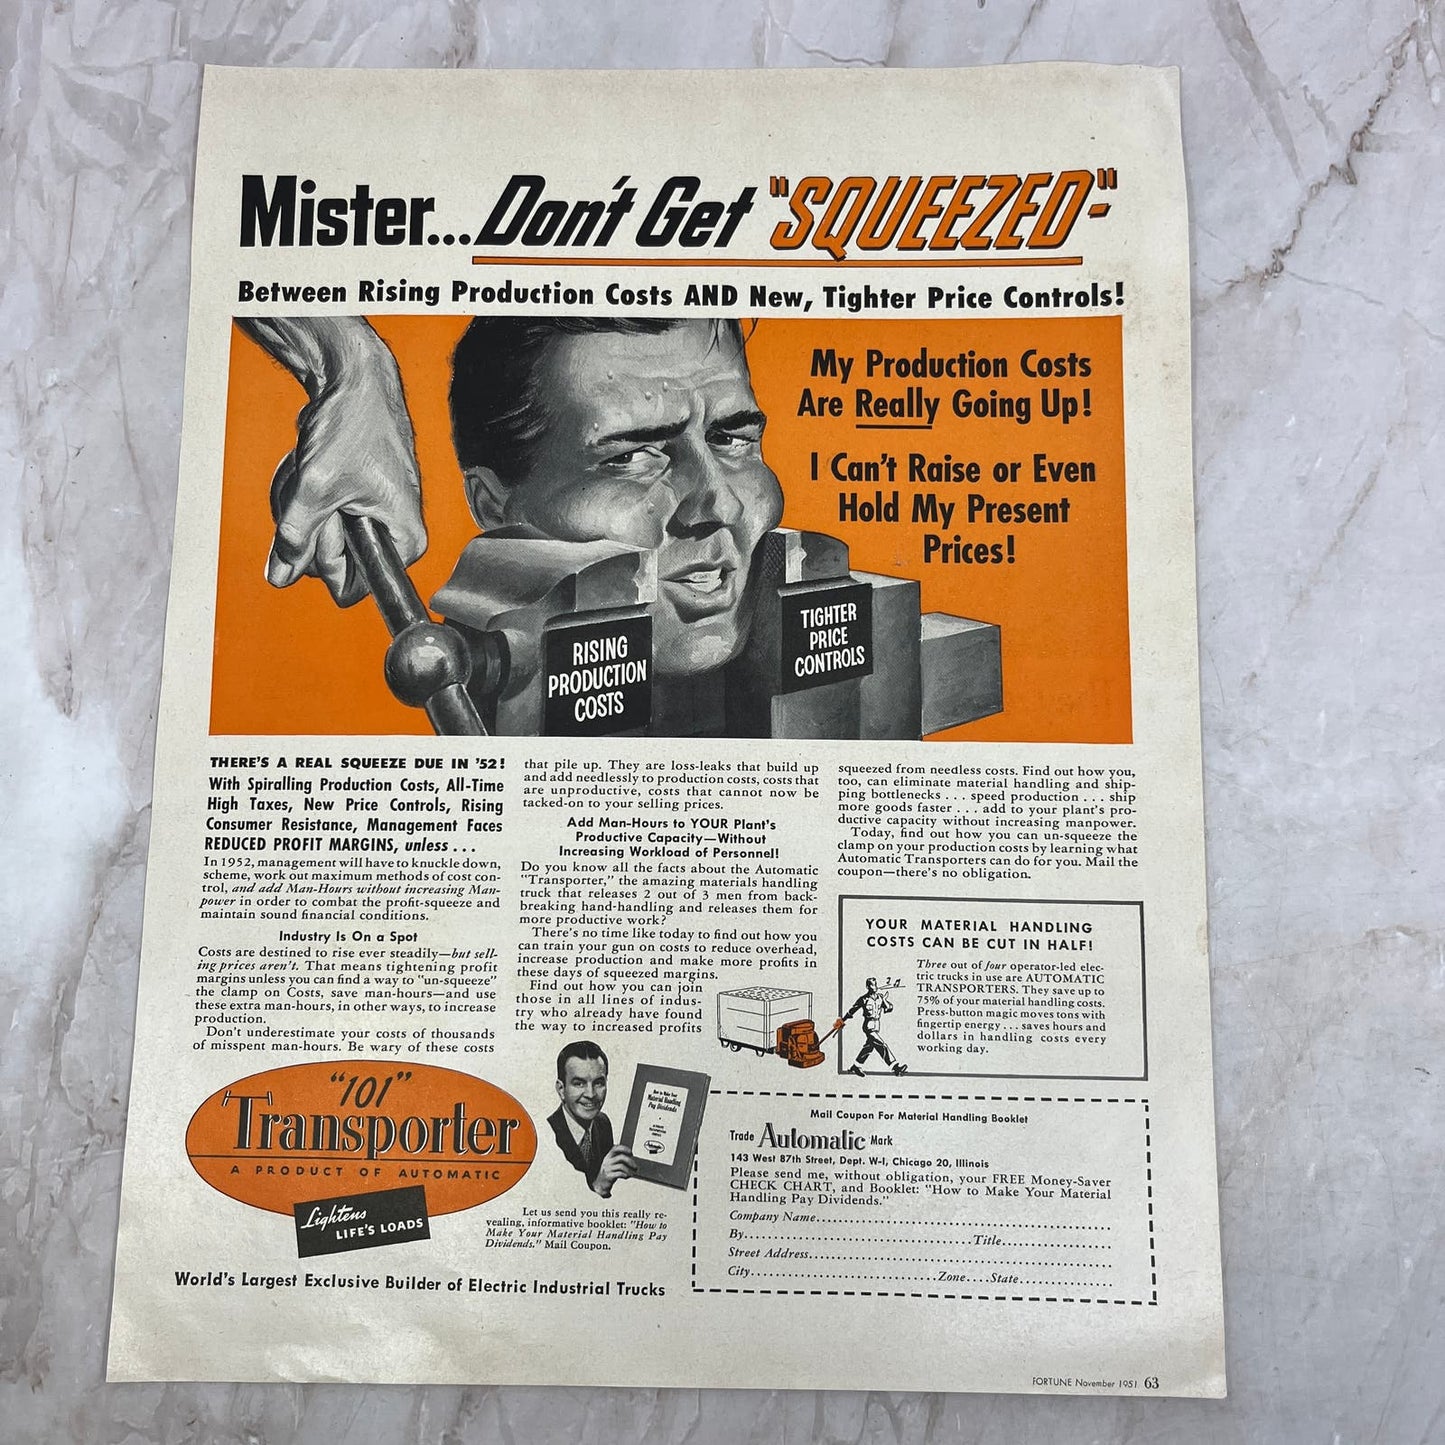 Mister... Don't Get "SQUEEZED"-
Between Rising Production Costs AND New, Tighter Price Controls!
My Production Costs
Are Really Going Up!
I Can't Raise or Even
Hold My Present
Prices!
RISING
PRODUCTION
COSTS
TIGHTER
PRICE
CONTROLS
THERE'S A REAL SQUEEZE DUE IN '52!
With Spiralling Production Costs, All-Time
High Taxes, New Price Controls, Rising
Consumer Resistance, Management Faces
REDUCED PROFIT MARGINS, unless . . .
In 1952, management will have to knuckle down,
scheme, work out maximum methods of cost con-
trol, and add Man-Hours without increasing Man-
power in order to combat the profit-squeeze and
maintain sound financial conditions.
Industry Is On a Spot
Costs are destined to rise ever steadily—but sell-
ing prices aren't. That means tightening profit
margins unless you can find a way to "un-squeeze"
the clamp on Costs, save man-hours—and use
these extra man-hours, in other ways, to increase
production.
Don't underestimate your costs of thousands
of misspent man-hours. Be wary of these costs
that pile up. They are loss-leaks that build up
and add needlessly to production costs, costs that
are unproductive, costs that cannot now be
tacked-on to your selling prices.
Add Man-Hours to YOUR Plant's
Productive Capacity—Without
Increasing Workload of Personnel!
Do you know all the facts about the Automatic
"Transporter," the amazing materials handling
truck that releases 2 out of 3 men from back-
breaking hand-handling and releases them for
more productive work?
There's no time like today to find out how you
can train your gun on costs to reduce overhead,
increase production and make more profits in
these days of squeezed margins.
Find out how you can join
those in all lines of indus-
try who already have found
the way to increased profits
squeezed from needless costs. Find out how you,
too, can eliminate material handling and ship-
ping bottlenecks . . . speed production . . . ship
more goods faster . . . add to your plant's pro-
ductive capacity without increasing manpower.
Today, find out how you can un-squeeze the
clamp on your production costs by learning what
Automatic Transporters can do for you. Mail the
coupon—there's no obligation.
YOUR MATERIAL HANDLING
COSTS CAN BE CUT IN HALF!
Three out of four operator-led elec-
tric trucks in use are AUTOMATIC
TRANSPORTERS. They save up to
75% of your material handling costs.
Press-button magic moves tons with
fingertip energy . . . saves hours and
dollars in handling costs every
working day.
"101"
Transporter
A PRODUCT OF AUTOMATIC
Lightens
LIFE'S LOADS
How to Make Your
Material Handling
Pay Dividends
Let us send you this really re-
vealing, informative booklet: "How to
Make Your Material Handling Pay
Dividends." Mail Coupon.
World's Largest Exclusive Builder of Electric Industrial Trucks
Mail Coupon For Material Handling Booklet
Trade Automatic Mark
143 West 87th Street, Dept. W-1, Chicago 20, Illinois
Please send me, without obligation, your FREE Money-Saver
CHECK CHART, and Booklet: "How to Make Your Material
Handling Pay Dividends."
Company Name
By Title
Street Address
City Zone State
FORTUNE November 1951 63